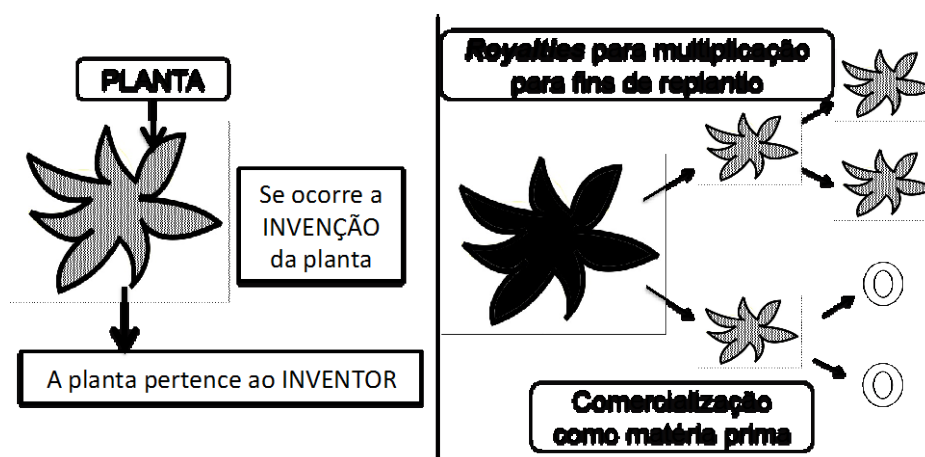 PLANTA
Se ocorre a
INVENÇÃO
da planta
A planta pertence ao INVENTOR
Royalties para multiplicação
para fins de replantio
Comercialização
como matéria prima